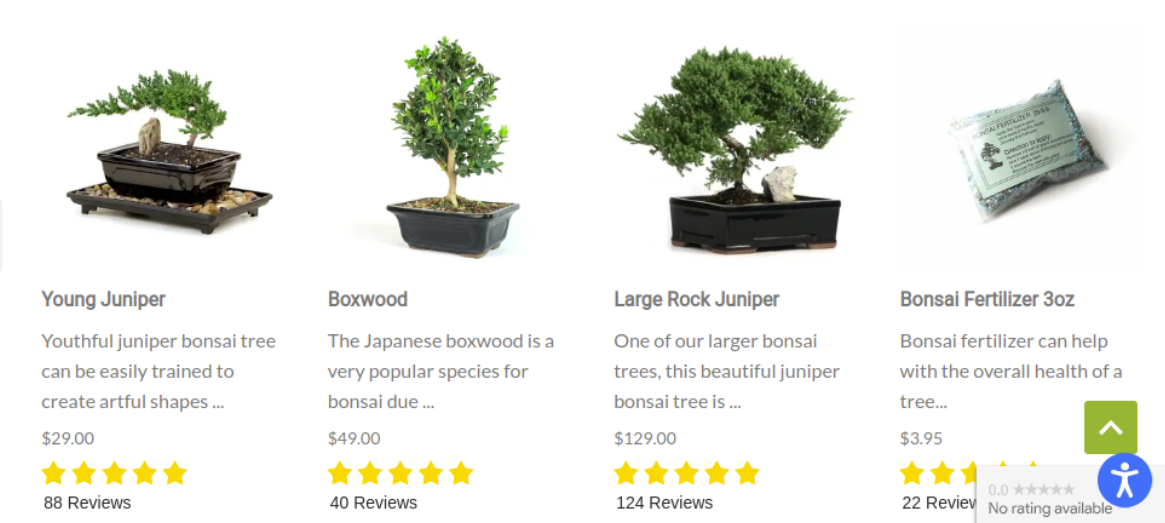 BONSAI FERTILIZER
Young Juniper
Youthful juniper bonsai tree
can be easily trained to
create artful shapes ...
$29.00
88 Reviews
Boxwood
The Japanese boxwood is a
very popular species for
bonsai due ...
$49.00
40 Reviews
Large Rock Juniper
One of our larger bonsai
trees, this beautiful juniper
bonsai tree is ...
$129.00
124 Reviews
Bonsai Fertilizer 3oz
Bonsai fertilizer can help
with the overall health of a
tree...
$3.95
22 Review
0.0
No rating available